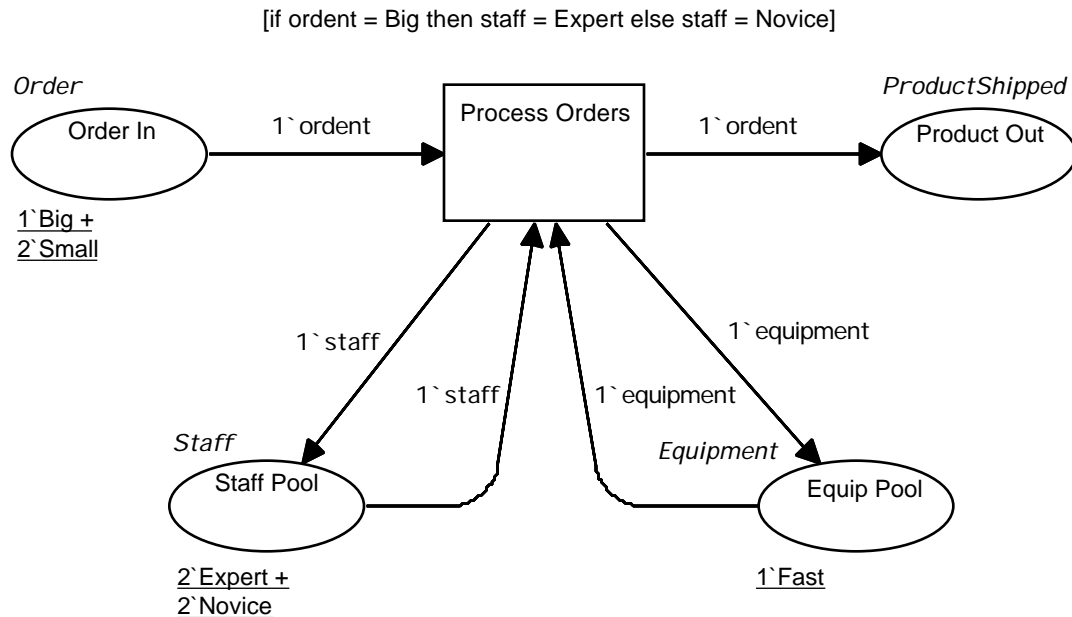 [if ordent = Big then staff = Expert else staff = Novice]
Order
Order In
1`ordent
Process Orders
1`ordent
ProductShipped
Product Out
1`Big +
2`Small
1`staff
1`staff
1`equipment
1`equipment
Staff
Staff Pool
Equipment
Equip Pool
2`Expert +
2`Novice
1`Fast